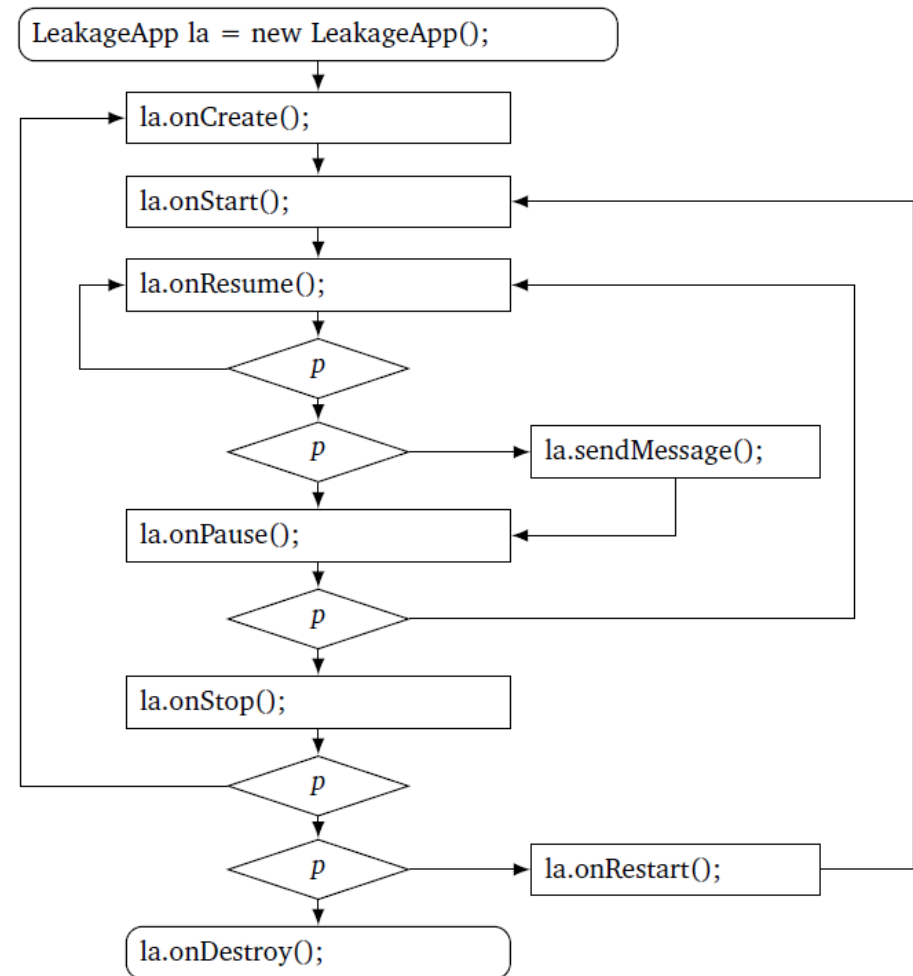 LeakageApp la = new LeakageApp();
la.onCreate();
la.onStart();
la.onResume();
p
p
la.sendMessage();
la.onPause();
p
la.onStop();
p
p
la.onRestart();
la.onDestroy();